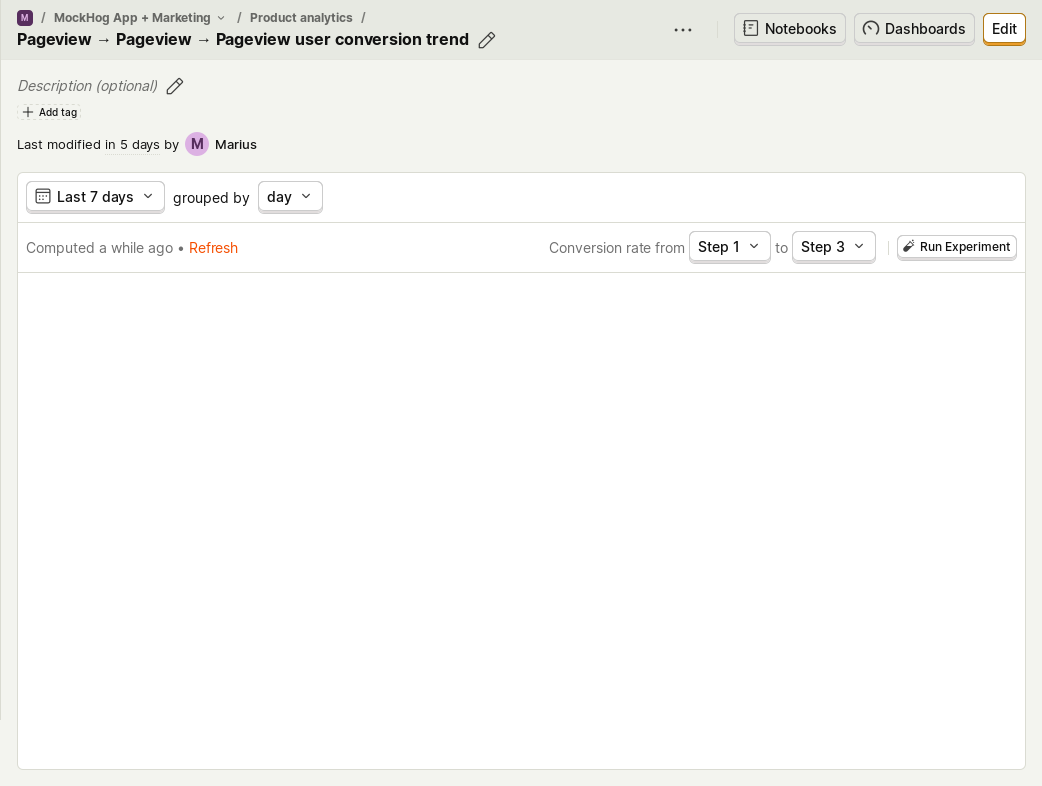 M / MockHog App + Marketing / Product analytics /
Pageview → Pageview → Pageview user conversion trend
Notebooks Dashboards Edit
Description (optional)
Add tag
Last modified in 5 days by M Marius
Last 7 days grouped by day
Computed a while ago • Refresh Conversion rate from Step 1 to Step 3 Run Experiment